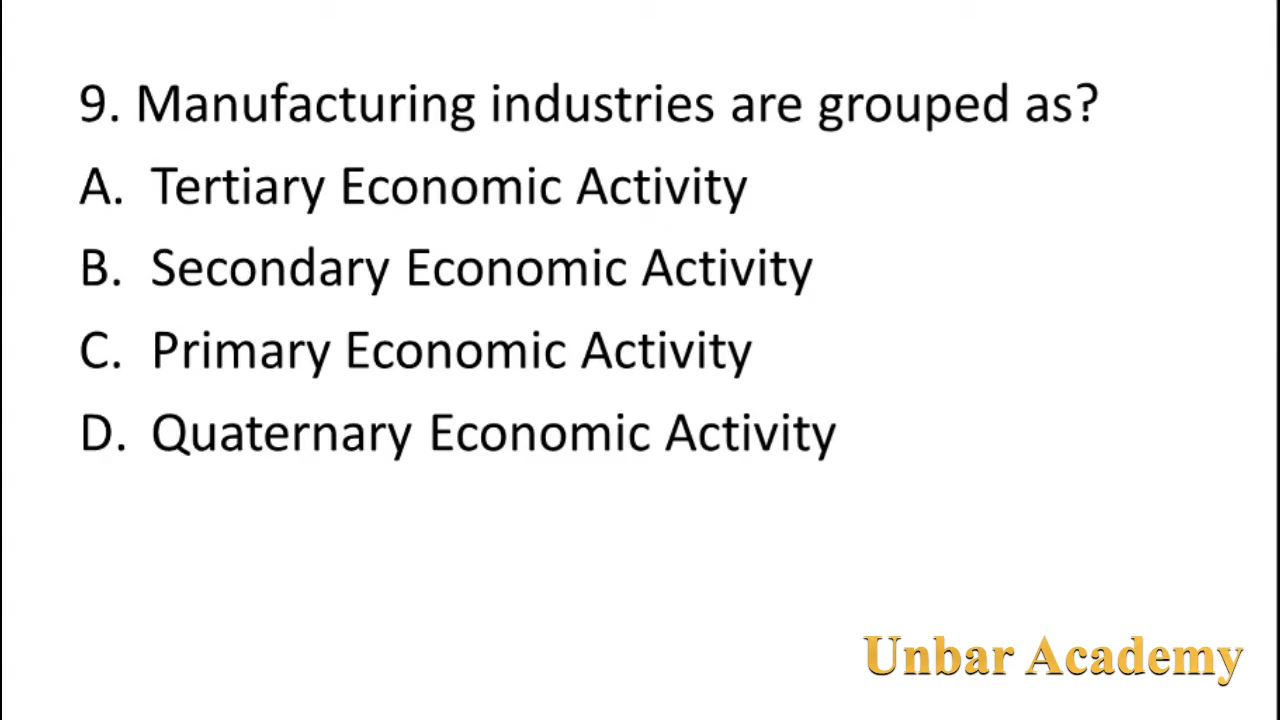 9. Manufacturing industries are grouped as?
A. Tertiary Economic Activity
B. Secondary Economic Activity
C. Primary Economic Activity
D. Quaternary Economic Activity
Unbar Academy